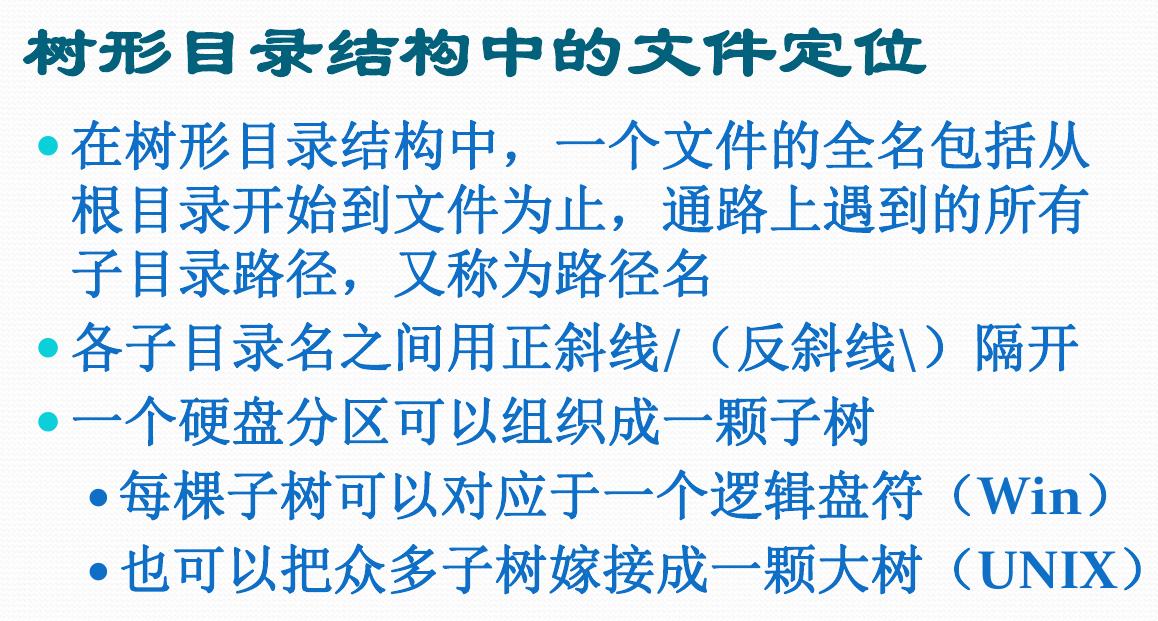 树形目录结构中的文件定位
在树形目录结构中，一个文件的全名包括从
根目录开始到文件为止，通路上遇到的所有
子目录路径，又称为路径名
各子目录名之间用正斜线/（反斜线\）隔开
一个硬盘分区可以组织成一颗子树
每棵子树可以对应于一个逻辑盘符（Win）
也可以把众多子树嫁接成一颗大树（UNIX）